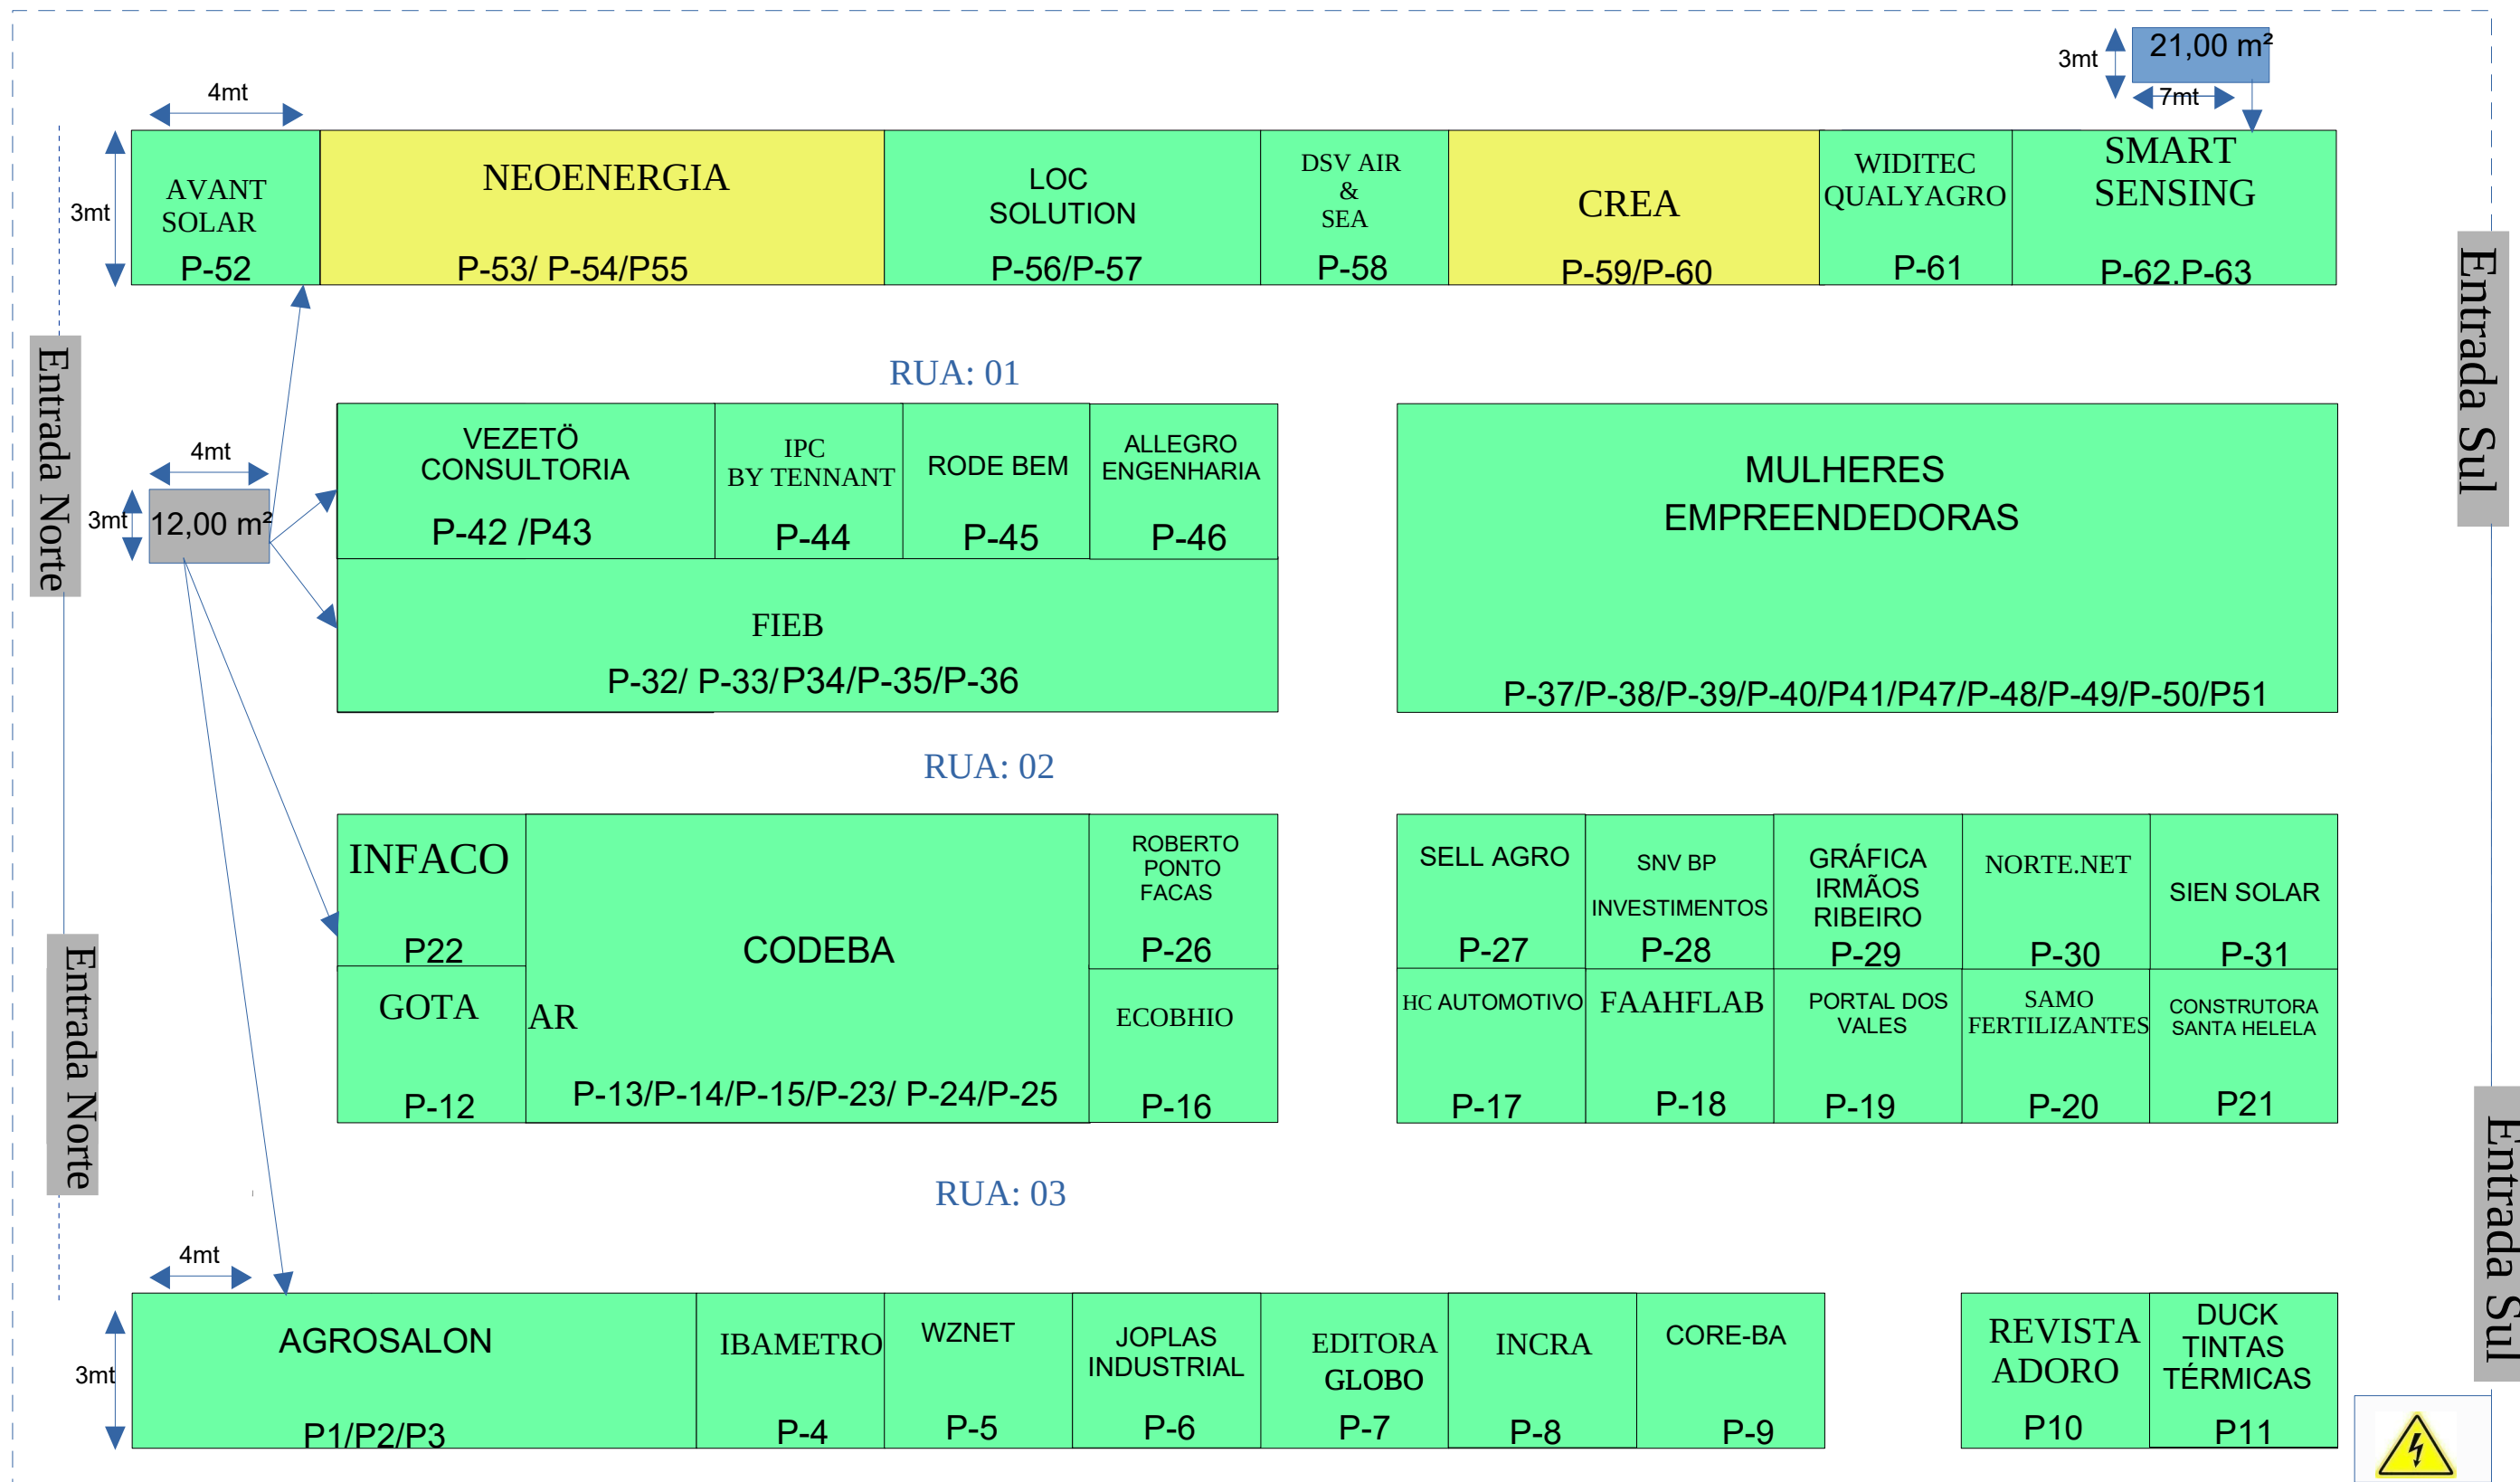 21,00 m²
3mt
7mt
4mt
3mt
AVANT
SOLAR
P-52
NEOENERGIA
P-53/ P-54/P55
LOC
SOLUTION
P-56/P-57
DSV AIR
&
SEA
P-58
CREA
P-59/P-60
WIDITEC
QUALYAGRO
P-61
SMART
SENSING
P-62.P-63
Entrada Norte
Entrada Sul
RUA: 01
4mt
3mt
12,00 m²
VEZETÖ
CONSULTORIA
P-42 /P43
IPC
BY TENNANT
P-44
RODE BEM
P-45
ALLEGRO
ENGENHARIA
P-46
FIEB
P-32/ P-33/P34/P-35/P-36
MULHERES
EMPREENDEDORAS
P-37/P-38/P-39/P-40/P41/P47/P-48/P-49/P-50/P51
RUA: 02
INFACO
P22
GOTA
P-12
CODEBA
AR
P-13/P-14/P-15/P-23/ P-24/P-25
ROBERTO
PONTO
FACAS
P-26
ECOBHIO
P-16
SELL AGRO
P-27
SNV BP
INVESTIMENTOS
P-28
GRÁFICA
IRMÃOS
RIBEIRO
P-29
NORTE.NET
P-30
SIEN SOLAR
P-31
HC AUTOMOTIVO
P-17
FAAHFLAB
P-18
PORTAL DOS
VALES
P-19
SAMO
FERTILIZANTES
P-20
CONSTRUTORA
SANTA HELELA
P21
Entrada Norte
Entrada Sul
RUA: 03
4mt
3mt
AGROSALON
P1/P2/P3
IBAMETRO
P-4
WZNET
P-5
JOPLAS
INDUSTRIAL
P-6
EDITORA
GLOBO
P-7
INCRA
P-8
CORE-BA
P-9
REVISTA
ADORO
P10
DUCK
TINTAS
TÉRMICAS
P11